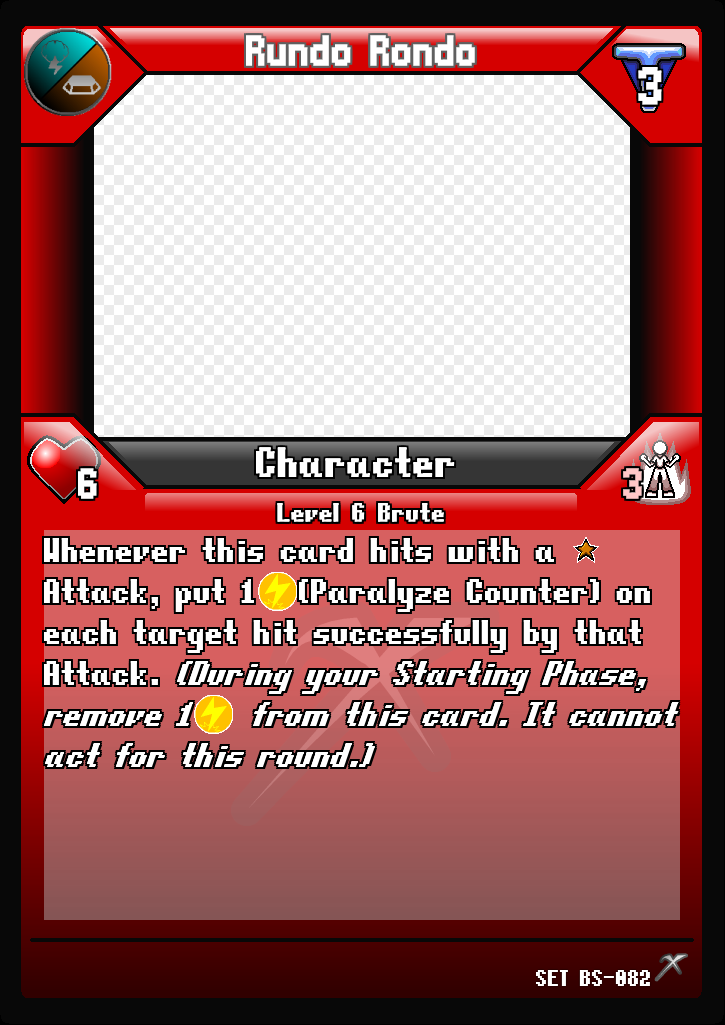 Rundo Rondo
3
Character
6
3
Level 6 Brute
Whenever this card hits with a
Attack, put 1 (Paralyze Counter) on
each target hit successfully by that
Attack. (During your Starting Phase,
remove 1 from this card. It cannot
act for this round.)
SET BS-082